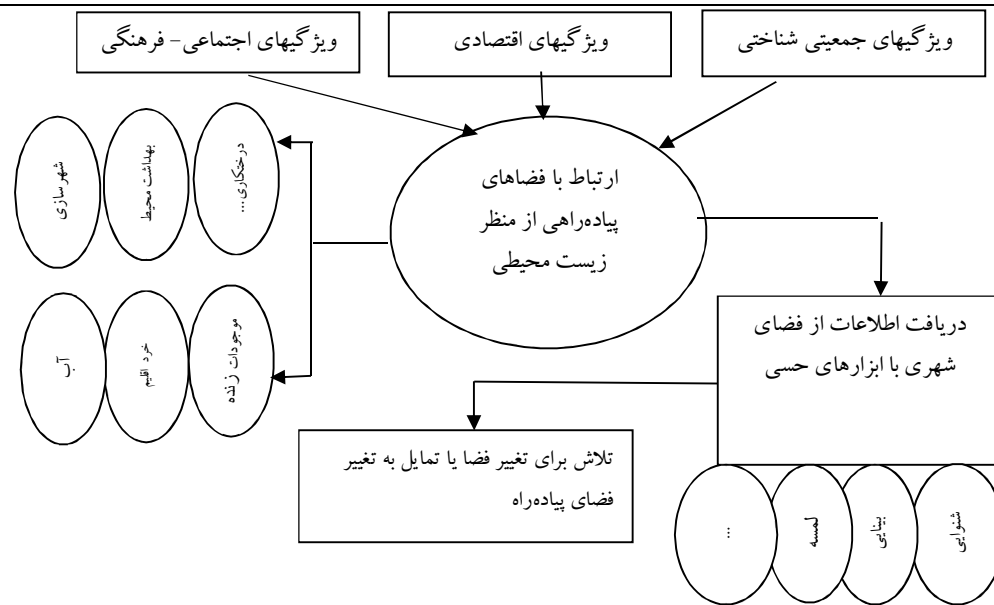 ویژگیهای جمعیتی شناختی
ویژگیهای اقتصادی
ویژگیهای اجتماعی- فرهنگی
ارتباط با فضاهای
پیاده‌راهی از منظر
زیست محیطی
درختکاری...
بهداشت محیط
شهرسازی
موجودات زنده
خرد اقلیم
آب
دریافت اطلاعات از فضای
شهری با ابزارهای حسی
شنوایی
بینایی
لمسه
...
تلاش برای تغییر فضا یا تمایل به تغییر
فضای پیاده‌راه